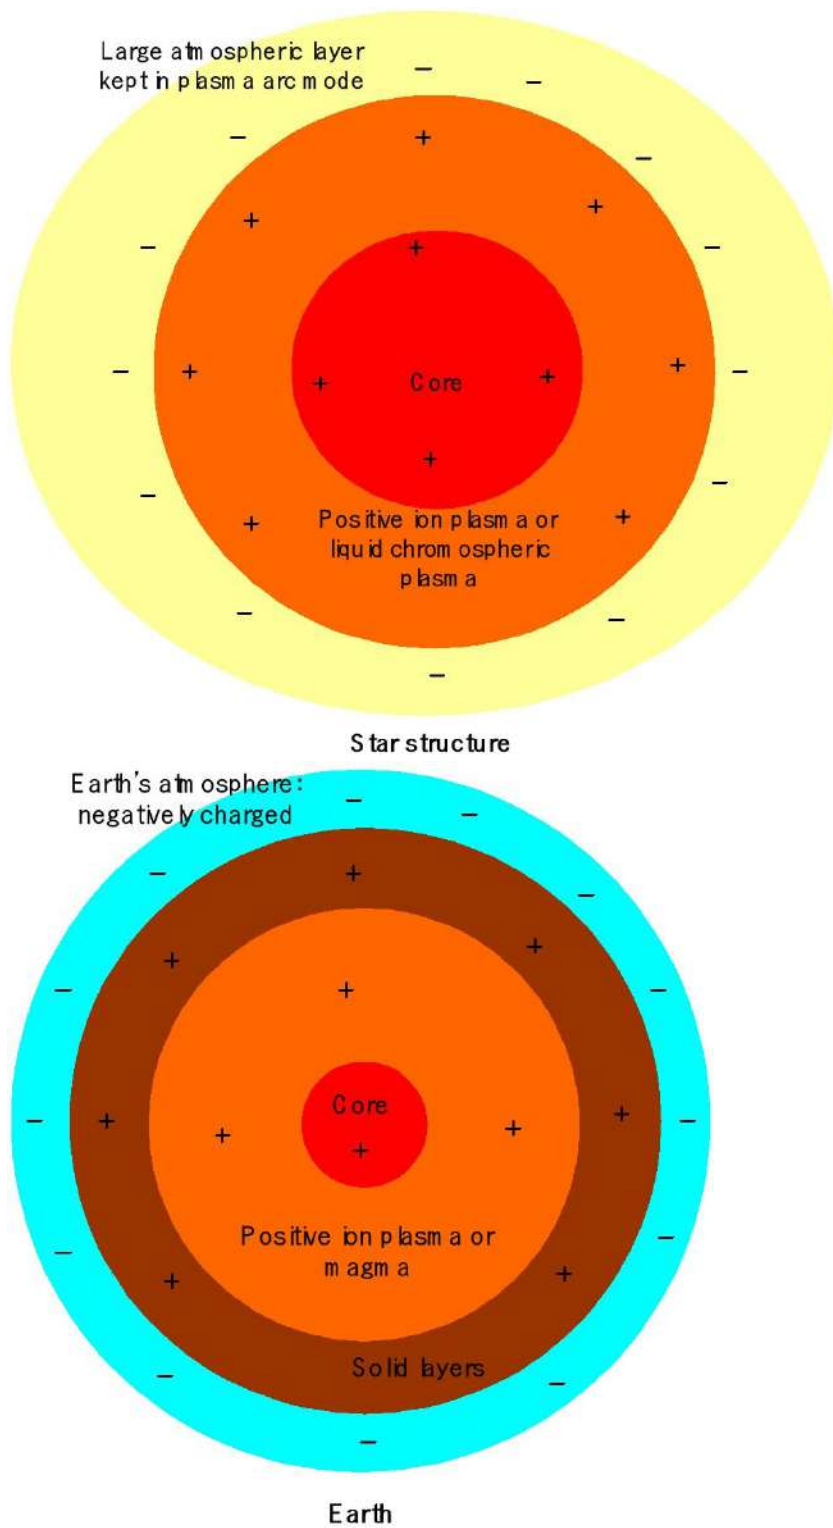 Large atmospheric layer
kept in plasma arc mode
Core
Positive ion plasma or
liquid chromospheric
plasma
Star structure
Earth's atmosphere:
negatively charged
Core
Positive ion plasma or
magma
Solid layers
Earth